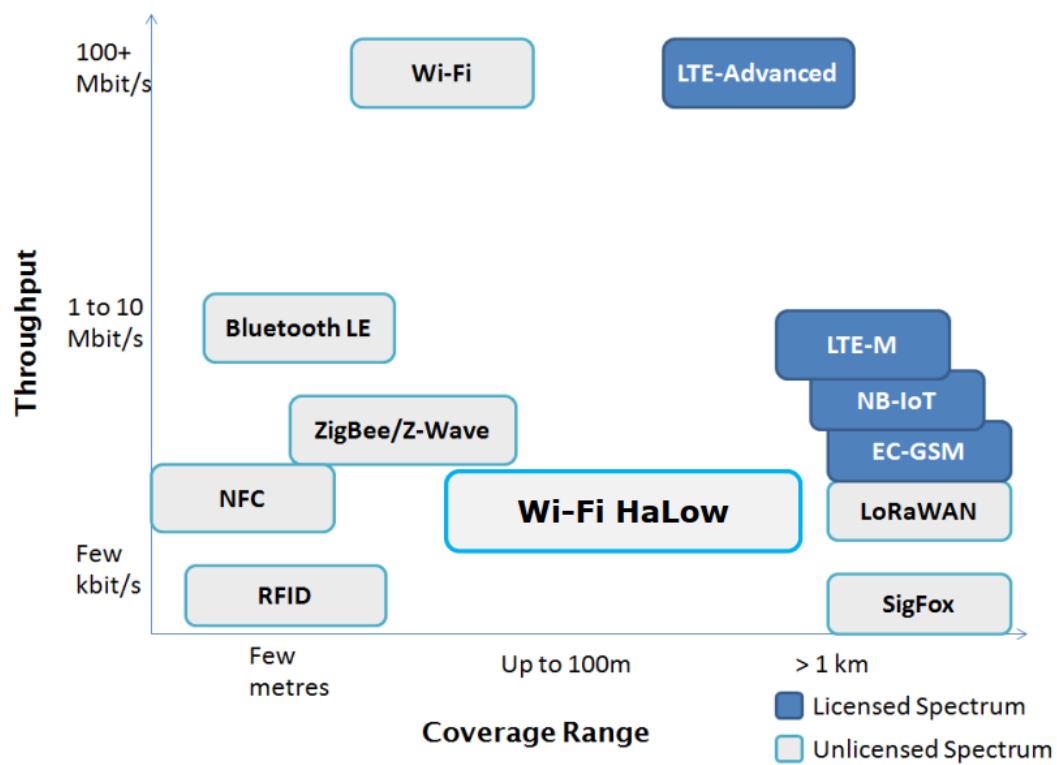 100+
Mbit/s
Wi-Fi
LTE-Advanced
Throughput
1 to 10
Mbit/s
Bluetooth LE
LTE-M
NB-IoT
ZigBee/Z-Wave
EC-GSM
NFC
Wi-Fi HaLow
LoRaWAN
Few
kbit/s
RFID
SigFox
Few
metres
Up to 100m
> 1 km
Coverage Range
Licensed Spectrum
Unlicensed Spectrum